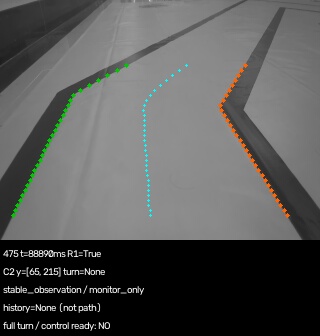 475 t=88890ms R1=True
C2 y=[65, 215] turn=None
stable_observation / monitor_only
history=None (not path)
full turn / control ready: NO